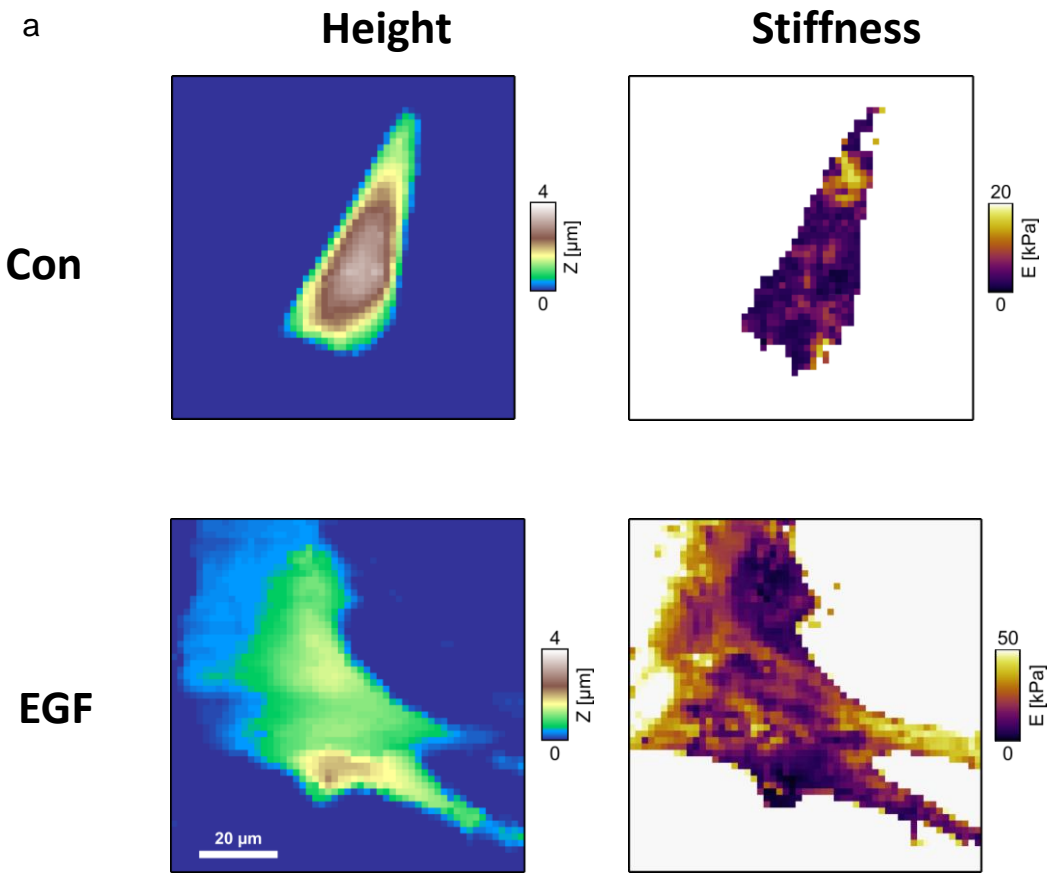 a
Height
Stiffness
Con
4
Z [µm]
0
20
E [kPa]
0
EGF
4
Z [µm]
0
50
E [kPa]
0
20 µm